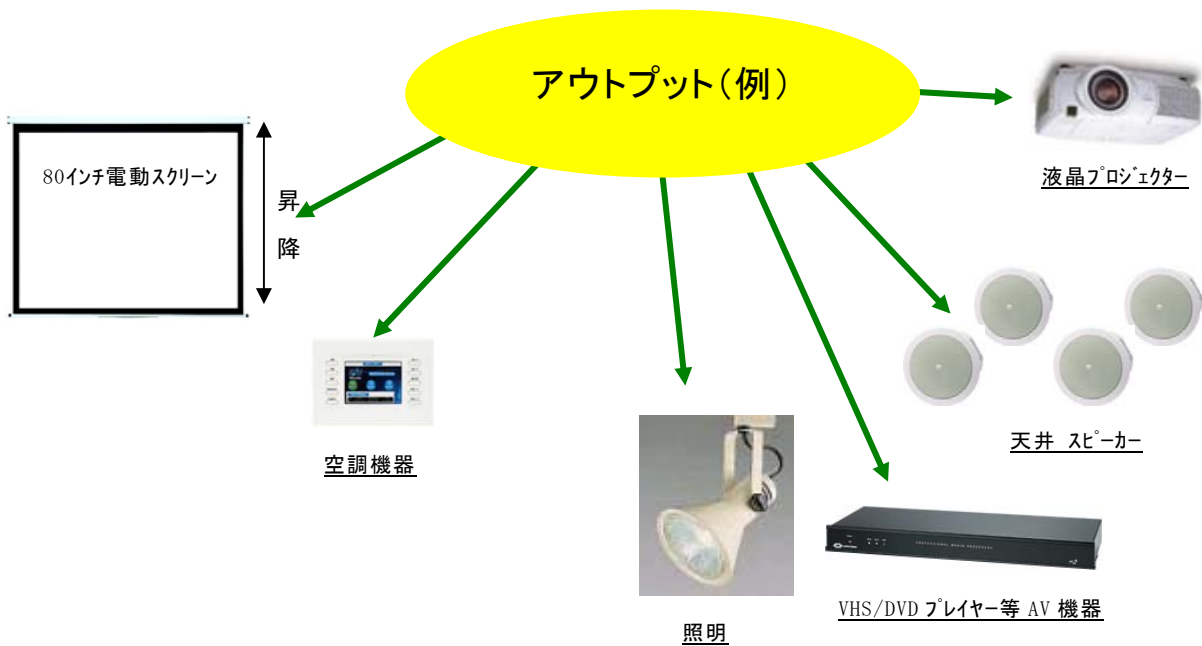 アウトプット(例)
80インチ電動スクリーン
昇
降
液晶プロジェクター
空調機器
天井 スピーカー
照明
VHS/DVD プレイヤー等 AV 機器